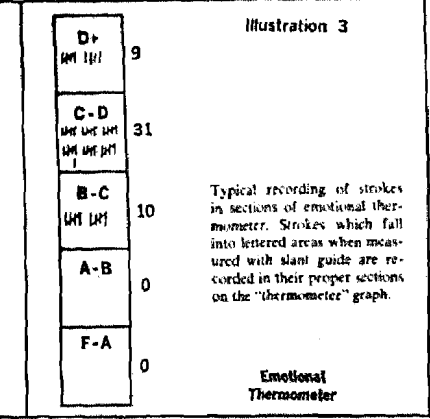 Illustration 3
D+
9
C-D
31
B-C
10
A-B
0
F-A
0
Typical recording of strokes
in sections of emotional ther-
mometer. Strokes which fall
into lettered areas when meas-
ured with slant guide are re-
corded in their proper sections
on the "thermometer" graph.
Emotional
Thermometer